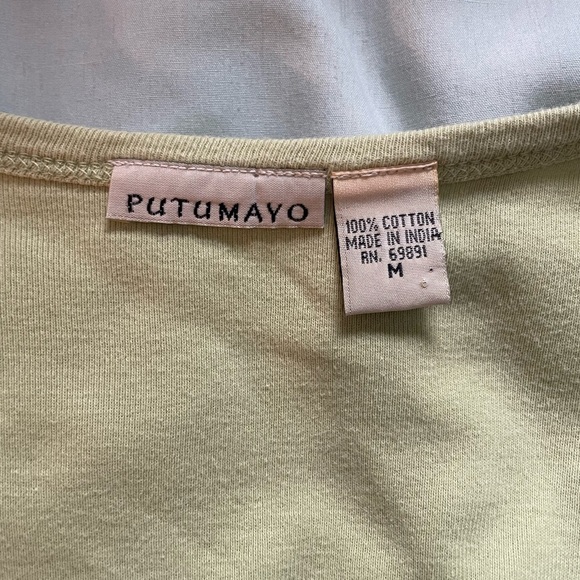 PUTUMAYO
100% COTTON
MADE IN INDIA
RN. 69891
M